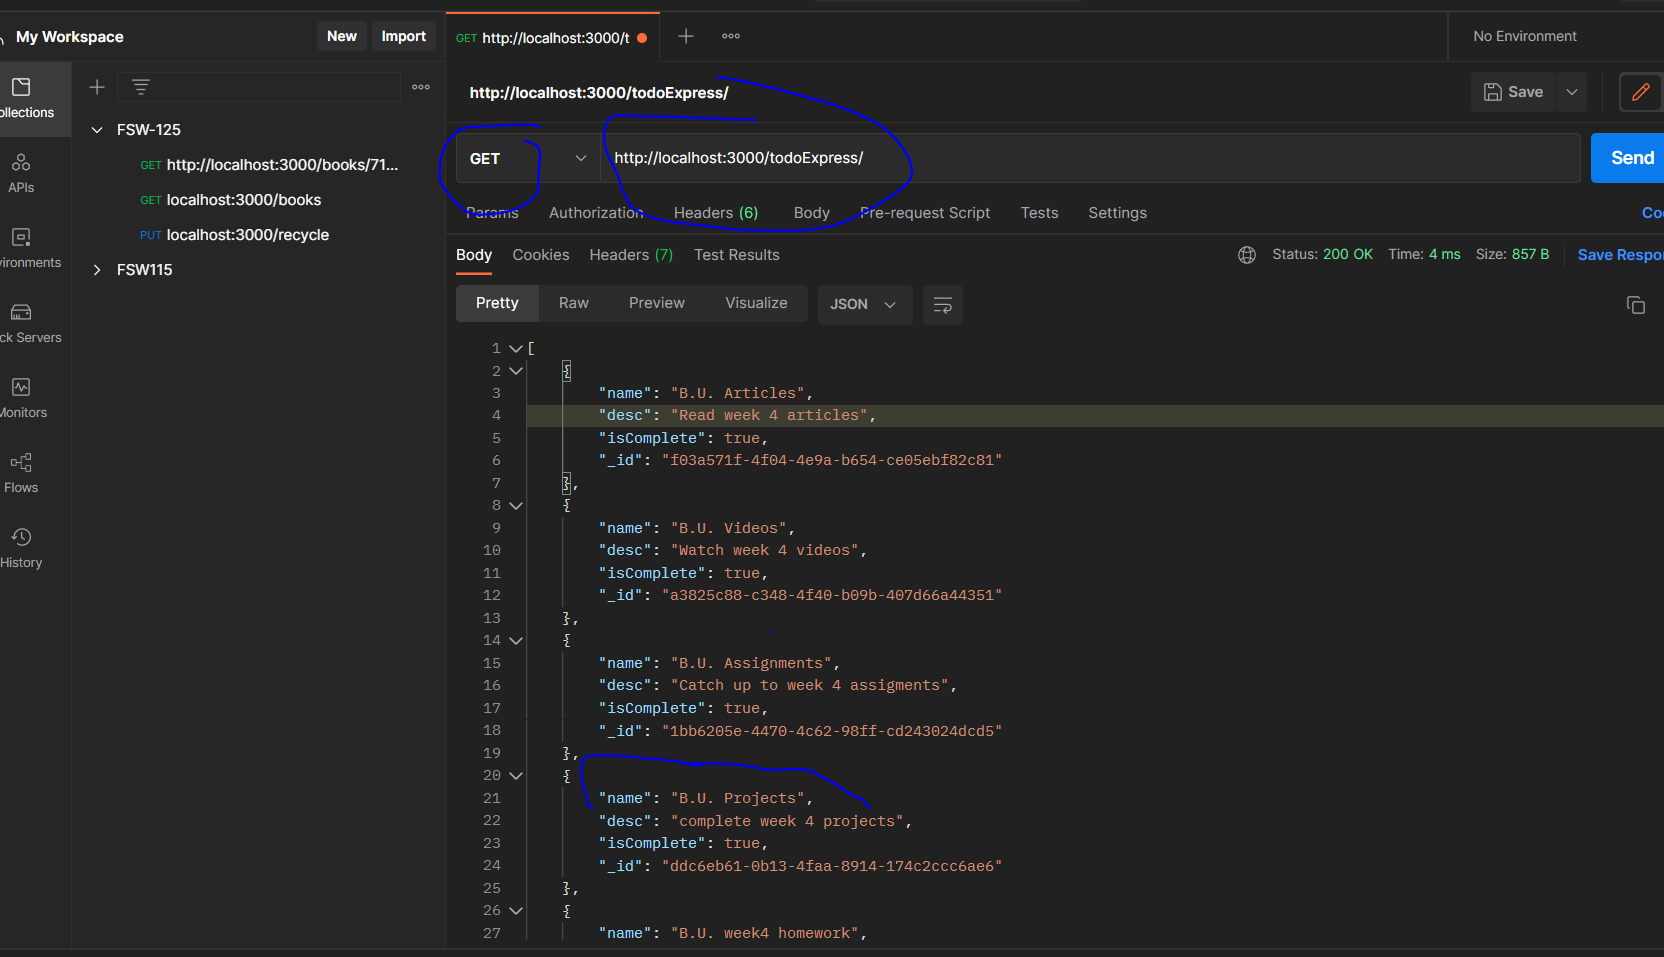 My Workspace
New
Import
GET http://localhost:3000/t
No Environment
http://localhost:3000/todoExpress/
Save
ollections
FSW-125
GET http://localhost:3000/books/71...
GET localhost:3000/books
PUT localhost:3000/recycle
FSW115
APIs
vironments
ck Servers
Monitors
Flows
History
GET
http://localhost:3000/todoExpress/
Send
Params
Authorization
Headers (6)
Body
Pre-request Script
Tests
Settings
Coo
Body
Cookies
Headers (7)
Test Results
Status: 200 OK
Time: 4 ms
Size: 857 B
Save Respon
Pretty
Raw
Preview
Visualize
JSON
1 [
2 {
3 "name": "B.U. Articles",
4 "desc": "Read week 4 articles",
5 "isComplete": true,
6 "_id": "f03a571f-4f04-4e9a-b654-ce05ebf82c81"
7 },
8 {
9 "name": "B.U. Videos",
10 "desc": "Watch week 4 videos",
11 "isComplete": true,
12 "_id": "a3825c88-c348-4f40-b09b-407d66a44351"
13 },
14 {
15 "name": "B.U. Assignments",
16 "desc": "Catch up to week 4 assigments",
17 "isComplete": true,
18 "_id": "1bb6205e-4470-4c62-98ff-cd243024dcd5"
19 },
20 {
21 "name": "B.U. Projects",
22 "desc": "complete week 4 projects",
23 "isComplete": true,
24 "_id": "ddc6eb61-0b13-4faa-8914-174c2ccc6ae6"
25 },
26 {
27 "name": "B.U. week4 homework",